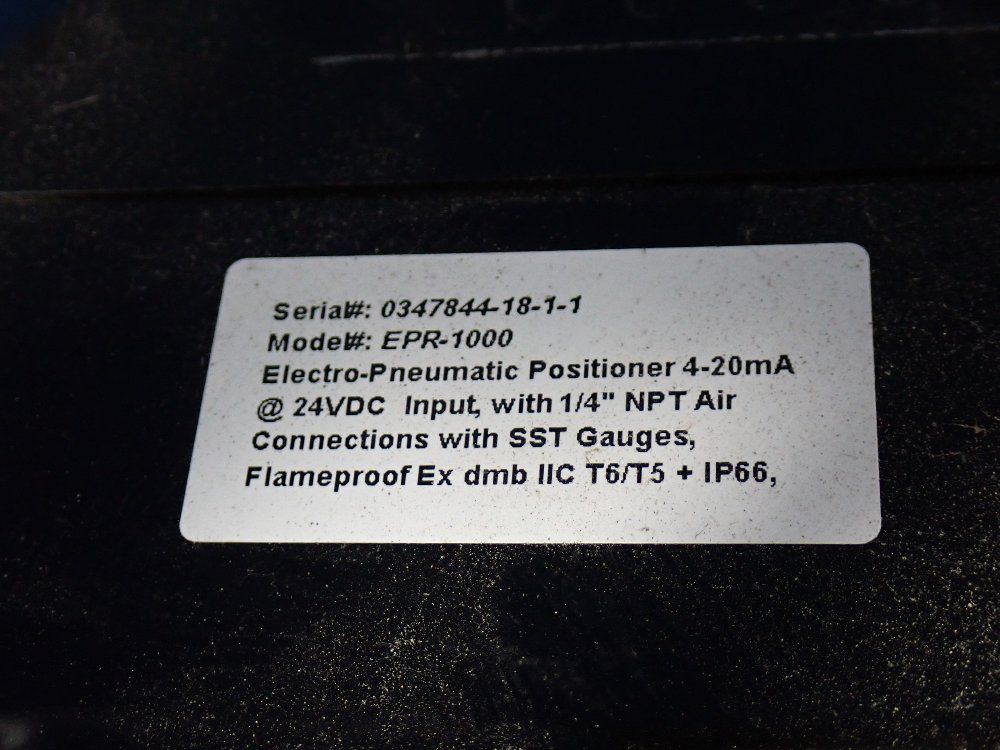 Serial#: 0347844-18-1-1
Model#: EPR-1000
Electro-Pneumatic Positioner 4-20mA
@ 24VDC Input, with 1/4" NPT Air
Connections with SST Gauges,
Flameproof Ex dmb IIC T6/T5 + IP66,